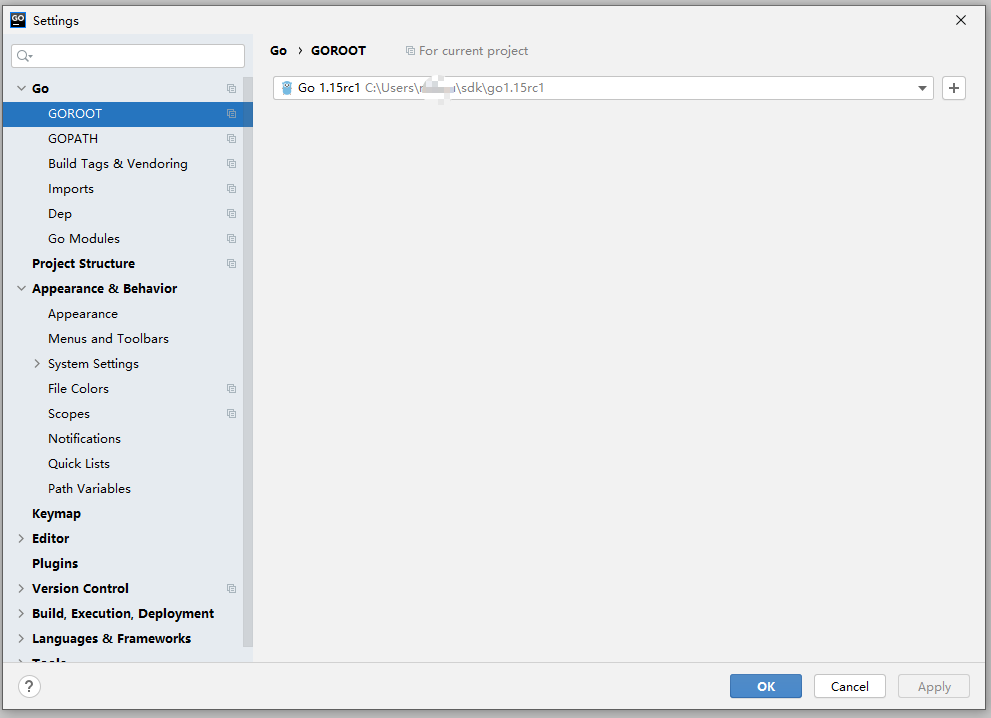 GO Settings
Go › GOROOT For current project
Go 1.15rc1 C:\Users\ \sdk\go1.15rc1
Go
GOROOT
GOPATH
Build Tags & Vendoring
Imports
Dep
Go Modules
Project Structure
Appearance & Behavior
Appearance
Menus and Toolbars
System Settings
File Colors
Scopes
Notifications
Quick Lists
Path Variables
Keymap
Editor
Plugins
Version Control
Build, Execution, Deployment
Languages & Frameworks
Tools
? OK Cancel Apply